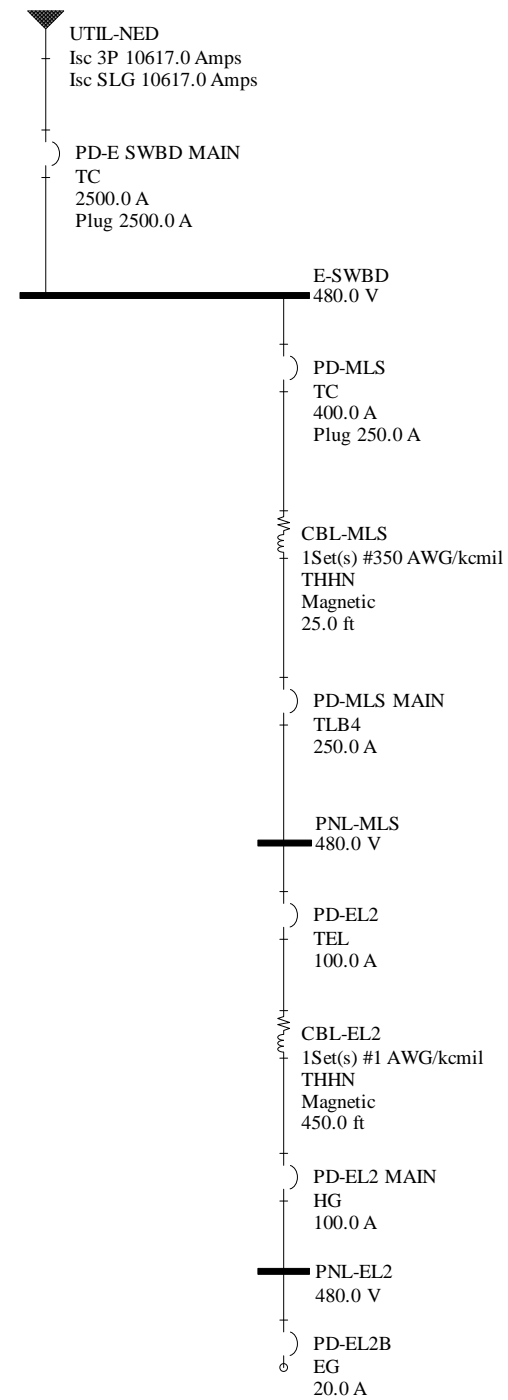 UTIL-NED
Isc 3P 10617.0 Amps
Isc SLG 10617.0 Amps
PD-E SWBD MAIN
TC
2500.0 A
Plug 2500.0 A
E-SWBD
480.0 V
PD-MLS
TC
400.0 A
Plug 250.0 A
CBL-MLS
1Set(s) #350 AWG/kcmil
THHN
Magnetic
25.0 ft
PD-MLS MAIN
TLB4
250.0 A
PNL-MLS
480.0 V
PD-EL2
TEL
100.0 A
CBL-EL2
1Set(s) #1 AWG/kcmil
THHN
Magnetic
450.0 ft
PD-EL2 MAIN
HG
100.0 A
PNL-EL2
480.0 V
PD-EL2B
EG
20.0 A